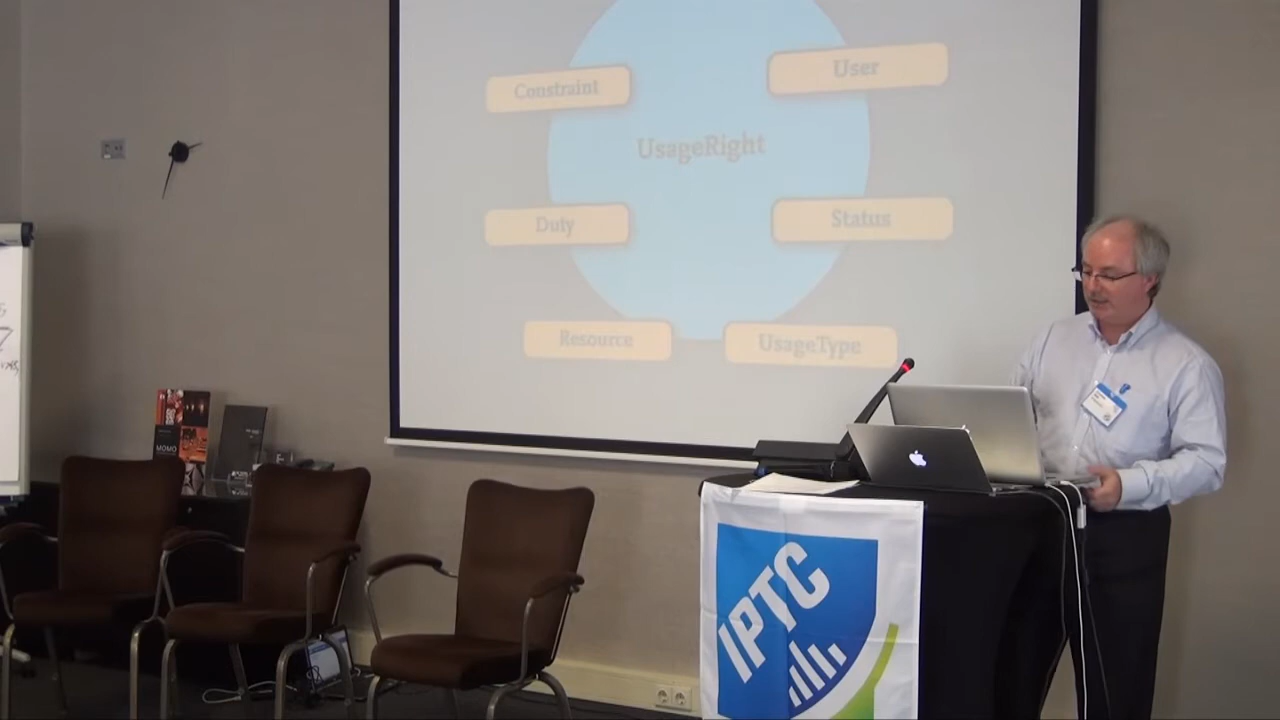 Constraint
User
UsageRight
Duty
Status
Resource
UsageType
MOMO
IPTC